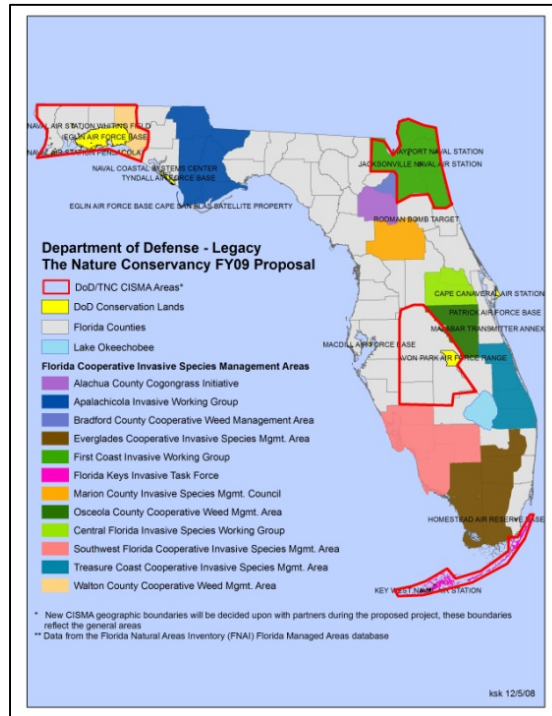 NAVAL AIR STATION WHITING FIELD
EGLIN AIR FORCE BASE
NAVAL AIR STATION PENSACOLA
NAVAL COASTAL SYSTEMS CENTER
TYNDALL AIR FORCE BASE
EGLIN AIR FORCE BASE CAPE SAN BLAS SATELLITE PROPERTY
MAYPORT NAVAL STATION
JACKSONVILLE NAVAL AIR STATION
RODMAN BOMB TARGET
CAPE CANAVERAL AIR STATION
PATRICK AIR FORCE BASE
MALABAR TRANSMITTER ANNEX
MACDILL AIR FORCE BASE
AVON PARK AIR FORCE RANGE
HOMESTEAD AIR RESERVE BASE
KEY WEST NAVAL AIR STATION
Department of Defense - Legacy
The Nature Conservancy FY09 Proposal
DoD/TNC CISMA Areas*
DoD Conservation Lands
Florida Counties
Lake Okeechobee
Florida Cooperative Invasive Species Management Areas
Alachua County Cogongrass Initiative
Apalachicola Invasive Working Group
Bradford County Cooperative Weed Management Area
Everglades Cooperative Invasive Species Mgmt. Area
First Coast Invasive Working Group
Florida Keys Invasive Task Force
Marion County Invasive Species Mgmt. Council
Osceola County Cooperative Weed Mgmt. Area
Central Florida Invasive Species Working Group
Southwest Florida Cooperative Invasive Species Mgmt. Area
Treasure Coast Cooperative Invasive Species Mgmt. Area
Walton County Cooperative Weed Mgmt. Area
* New CISMA geographic boundaries will be decided upon with partners during the proposed project, these boundaries
reflect the general areas
** Data from the Florida Natural Areas Inventory (FNAI) Florida Managed Areas database
ksk 12/5/08